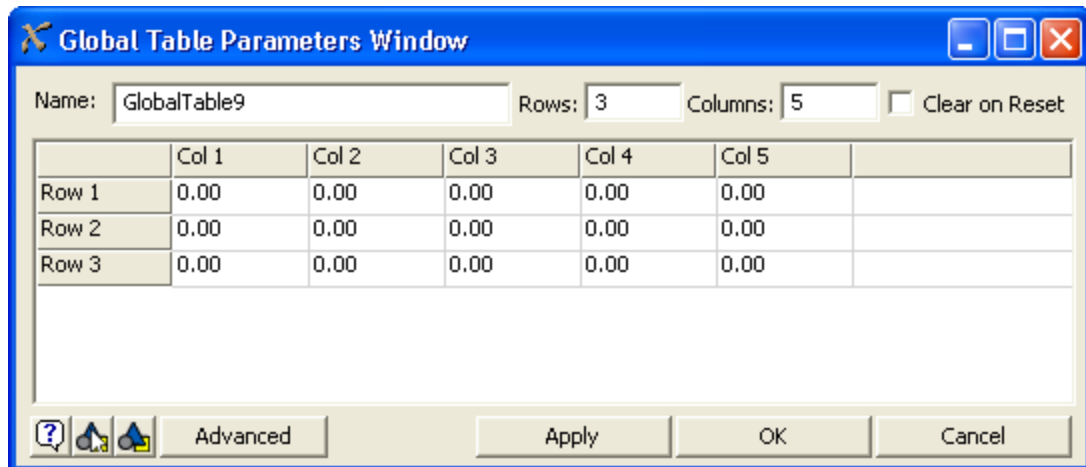 Global Table Parameters Window
Name: GlobalTable9 Rows: 3 Columns: 5 Clear on Reset
Col 1 Col 2 Col 3 Col 4 Col 5
Row 1 0.00 0.00 0.00 0.00 0.00
Row 2 0.00 0.00 0.00 0.00 0.00
Row 3 0.00 0.00 0.00 0.00 0.00
? Advanced Apply OK Cancel